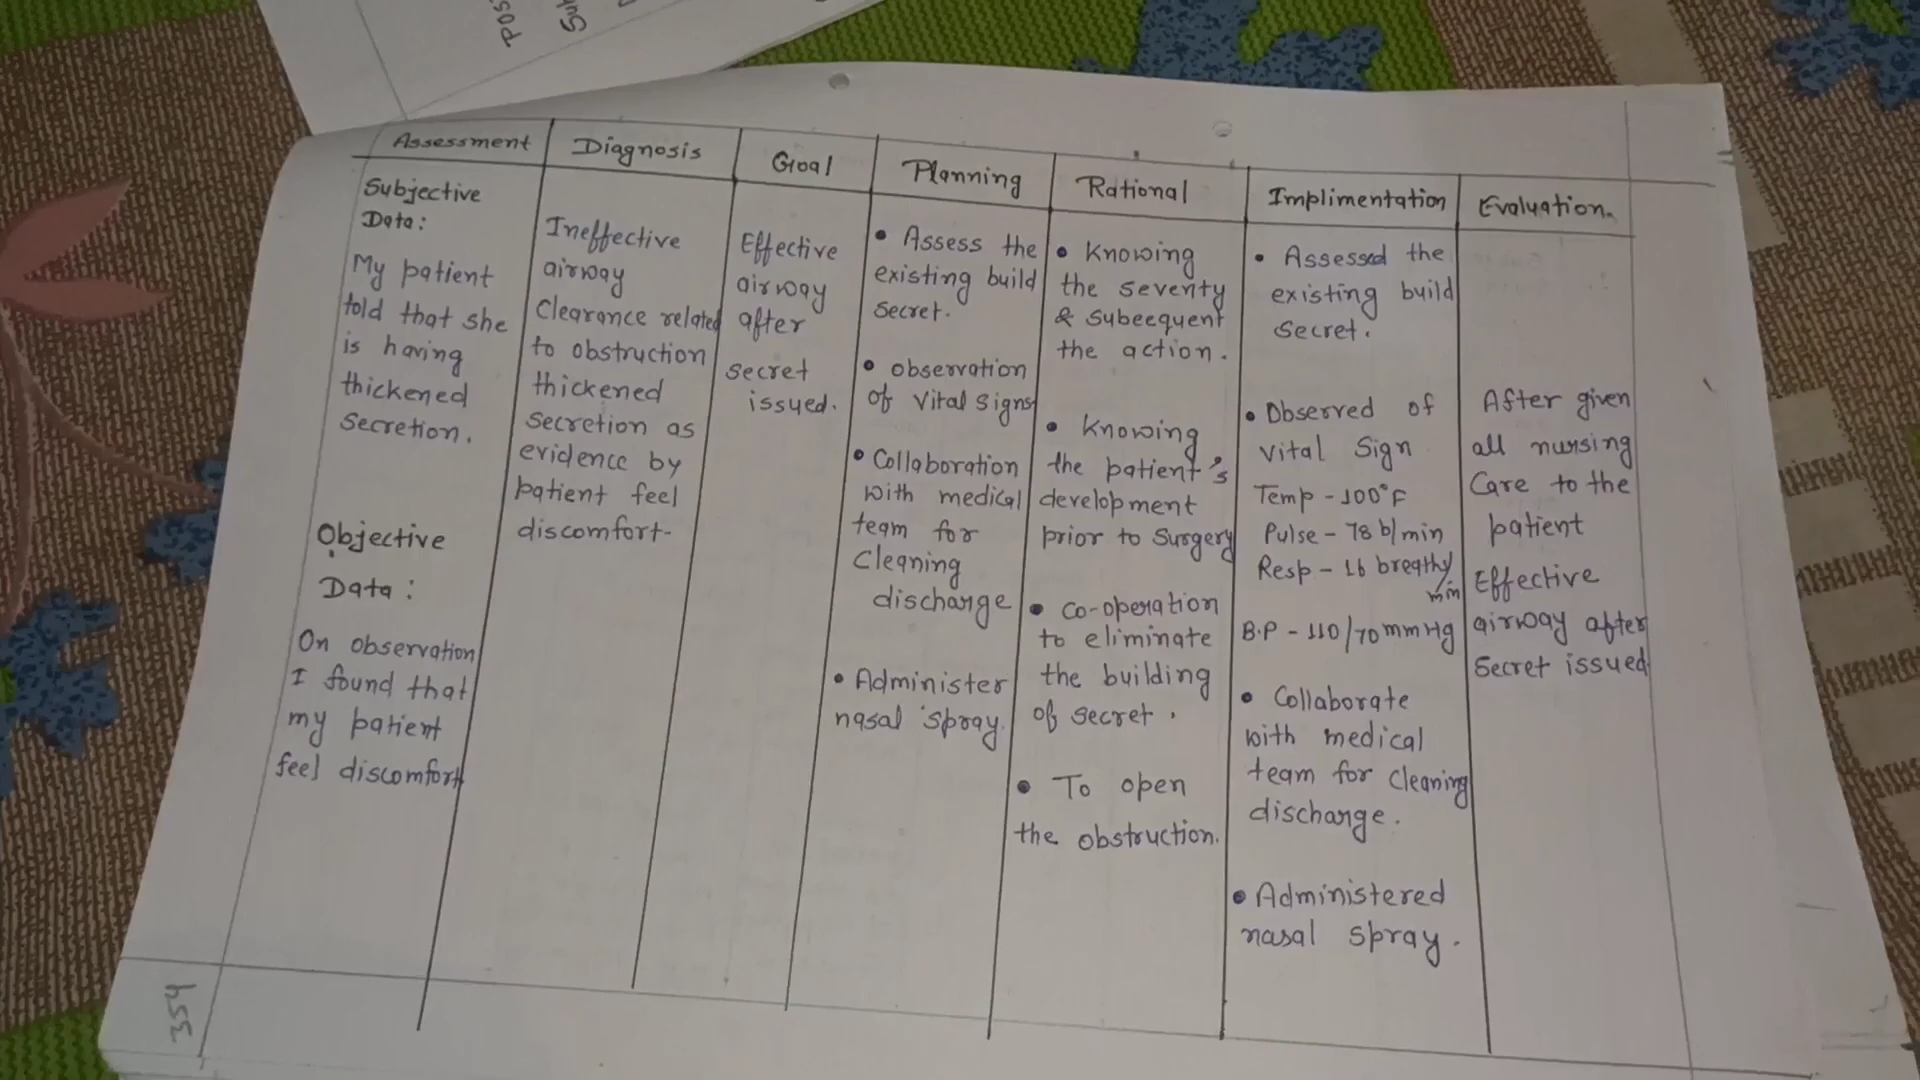 Pos
Su
Assessment
Diagnosis
Goal
Planning
Rational
Implimentation
Evaluation.
Subjective
Data:
My patient
told that she
is having
thickened
Secretion.
Objective
Data:
On observation
I found that
my patient
feel discomfort
Ineffective
airway
Clearance related
to obstruction
thickened
Secretion as
evidence by
patient feel
discomfort-
Effective
airway
after
secret
issued.
• Assess the
existing build
secret.
• observation
of vital signs
• Collaboration
with medical
team for
Cleaning
discharge
• Administer
nasal spray.
• Knowing
the seventy
& subeequent
the action.
• Knowing
the patient's
development
prior to Surgery
• Co-operation
to eliminate
the building
of secret.
• To open
the obstruction.
• Assessed the
existing build
secret.
• Observed of
vital Sign
Temp - 100°F
Pulse - 78 b/min
Resp - 16 breathy/
min
B.P - 110/70 mmHg
• Collaborate
with medical
team for cleaning
discharge.
• Administered
nasal spray.
After given
all nursing
Care to the
patient
Effective
airway after
Secret issued
354